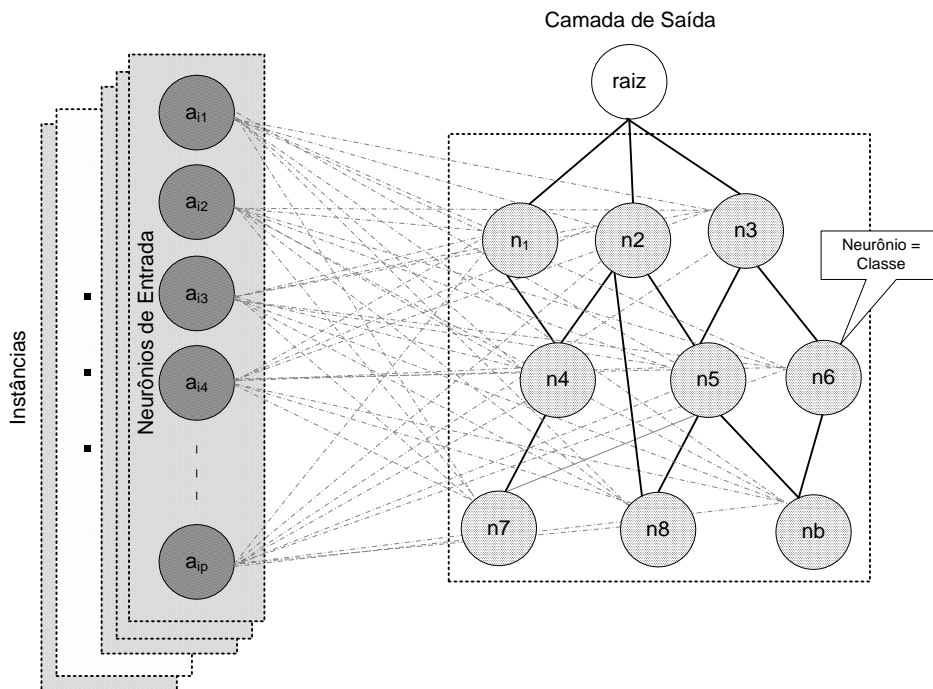 Camada de Saída
raiz
Instâncias
Neurônios de Entrada
a_i1
a_i2
a_i3
a_i4
a_ip
n₁
n2
n3
Neurônio =
Classe
n4
n5
n6
n7
n8
nb